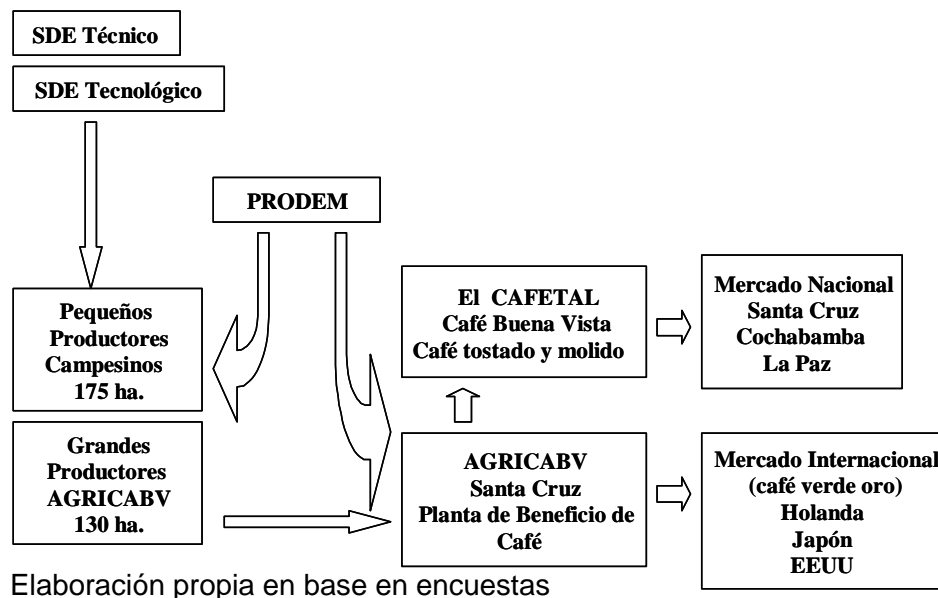 SDE Técnico
SDE Tecnológico
PRODEM
Pequeños
Productores
Campesinos
175 ha.
Grandes
Productores
AGRICABV
130 ha.
El CAFETAL
Café Buena Vista
Café tostado y molido
AGRICABV
Santa Cruz
Planta de Beneficio de
Café
Mercado Nacional
Santa Cruz
Cochabamba
La Paz
Mercado Internacional
(café verde oro)
Holanda
Japón
EEUU
Elaboración propia en base en encuestas